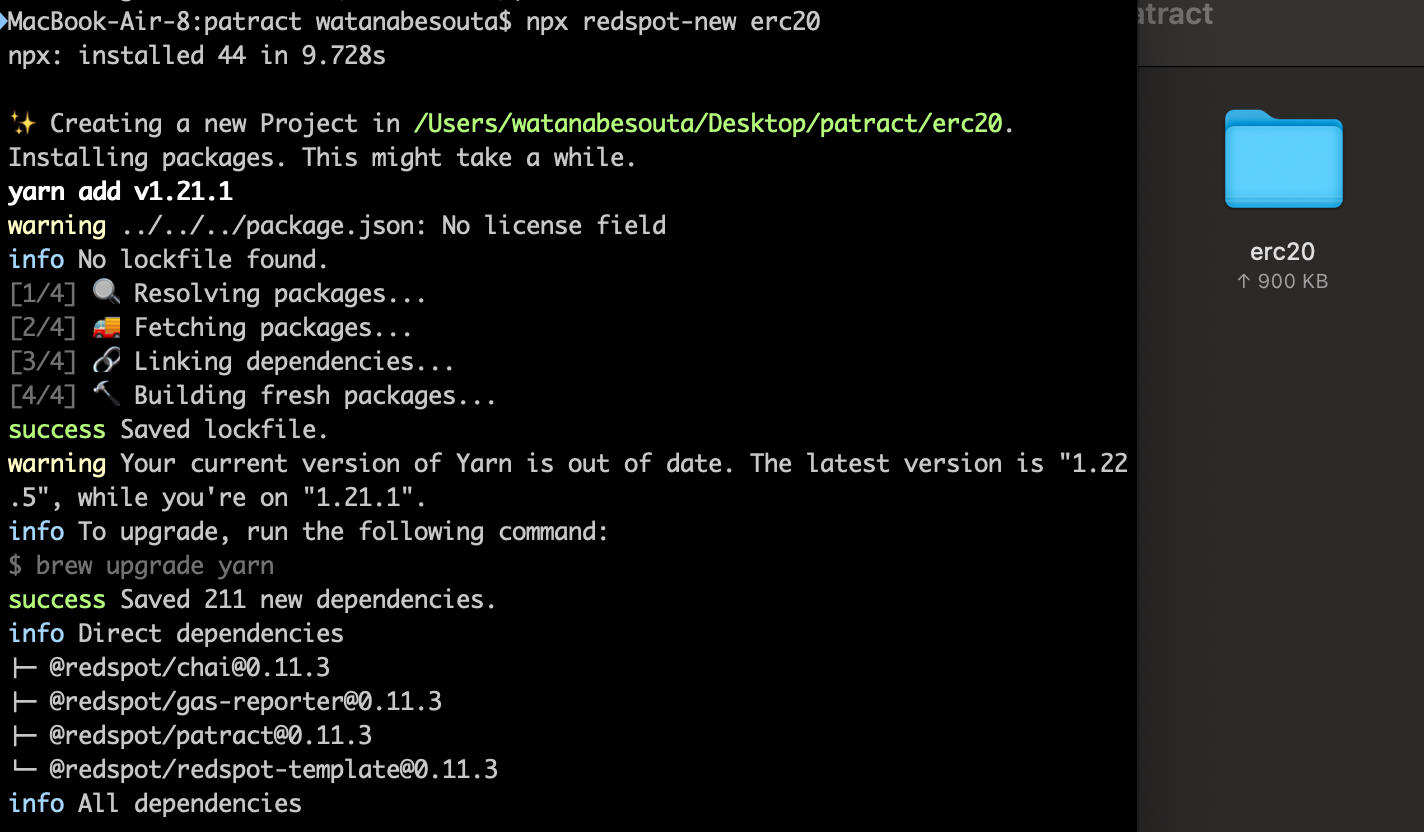 MacBook-Air-8:patract watanabesouta$ npx redspot-new erc20
npx: installed 44 in 9.728s
✨ Creating a new Project in /Users/watanabesouta/Desktop/patract/erc20.
Installing packages. This might take a while.
yarn add v1.21.1
warning ../../../package.json: No license field
info No lockfile found.
[1/4] 🔍 Resolving packages...
[2/4] 🚚 Fetching packages...
[3/4] 🔗 Linking dependencies...
[4/4] 🔨 Building fresh packages...
success Saved lockfile.
warning Your current version of Yarn is out of date. The latest version is "1.22
.5", while you're on "1.21.1".
info To upgrade, run the following command:
$ brew upgrade yarn
success Saved 211 new dependencies.
info Direct dependencies
├─ @redspot/chai@0.11.3
├─ @redspot/gas-reporter@0.11.3
├─ @redspot/patract@0.11.3
└─ @redspot/redspot-template@0.11.3
info All dependencies
atract
erc20
↑ 900 KB